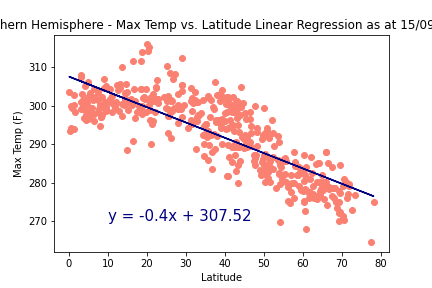 hern Hemisphere - Max Temp vs. Latitude Linear Regression as at 15/09
Max Temp (F)
310
300
290
280
270
y = -0.4x + 307.52
0 10 20 30 40 50 60 70 80
Latitude